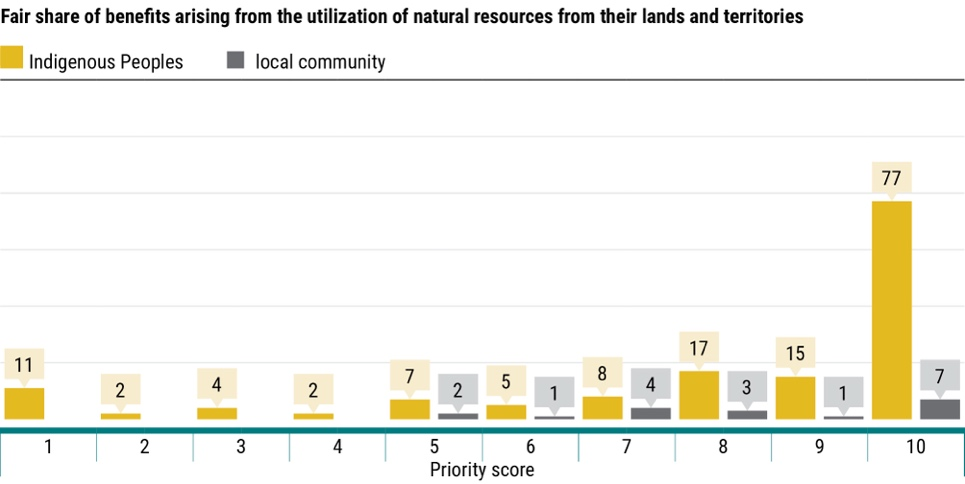 Fair share of benefits arising from the utilization of natural resources from their lands and territories
Indigenous Peoples local community
77
17
15
11
7 8 7
2 4 2 2 5 1 4 3 1
1 2 3 4 5 6 7 8 9 10
Priority score